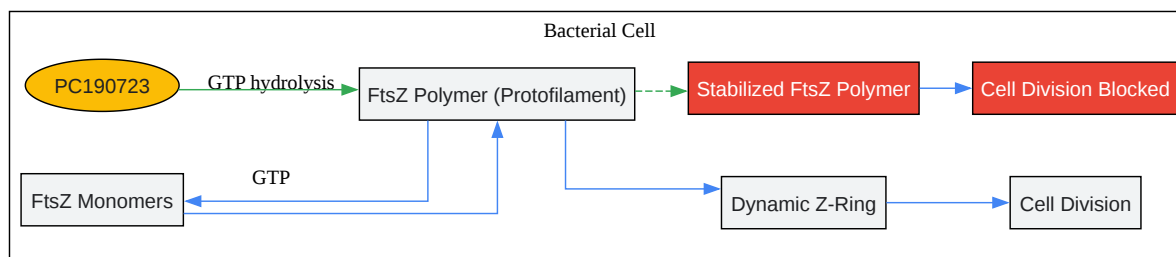 Bacterial Cell
PC190723
GTP hydrolysis
FtsZ Polymer (Protofilament)
Stabilized FtsZ Polymer
Cell Division Blocked
FtsZ Monomers
GTP
Dynamic Z-Ring
Cell Division